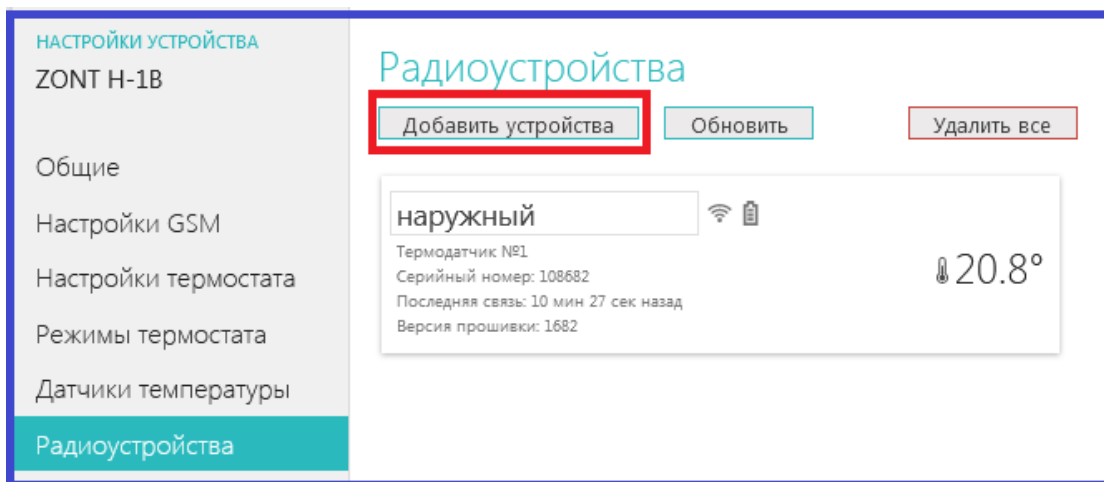 НАСТРОЙКИ УСТРОЙСТВА
ZONT H-1B
Общие
Настройки GSM
Настройки термостата
Режимы термостата
Датчики температуры
Радиоустройства
Радиоустройства
Добавить устройства
Обновить
Удалить все
наружный
Термодатчик №1
Серийный номер: 108682
Последняя связь: 10 мин 27 сек назад
Версия прошивки: 1682
20.8°